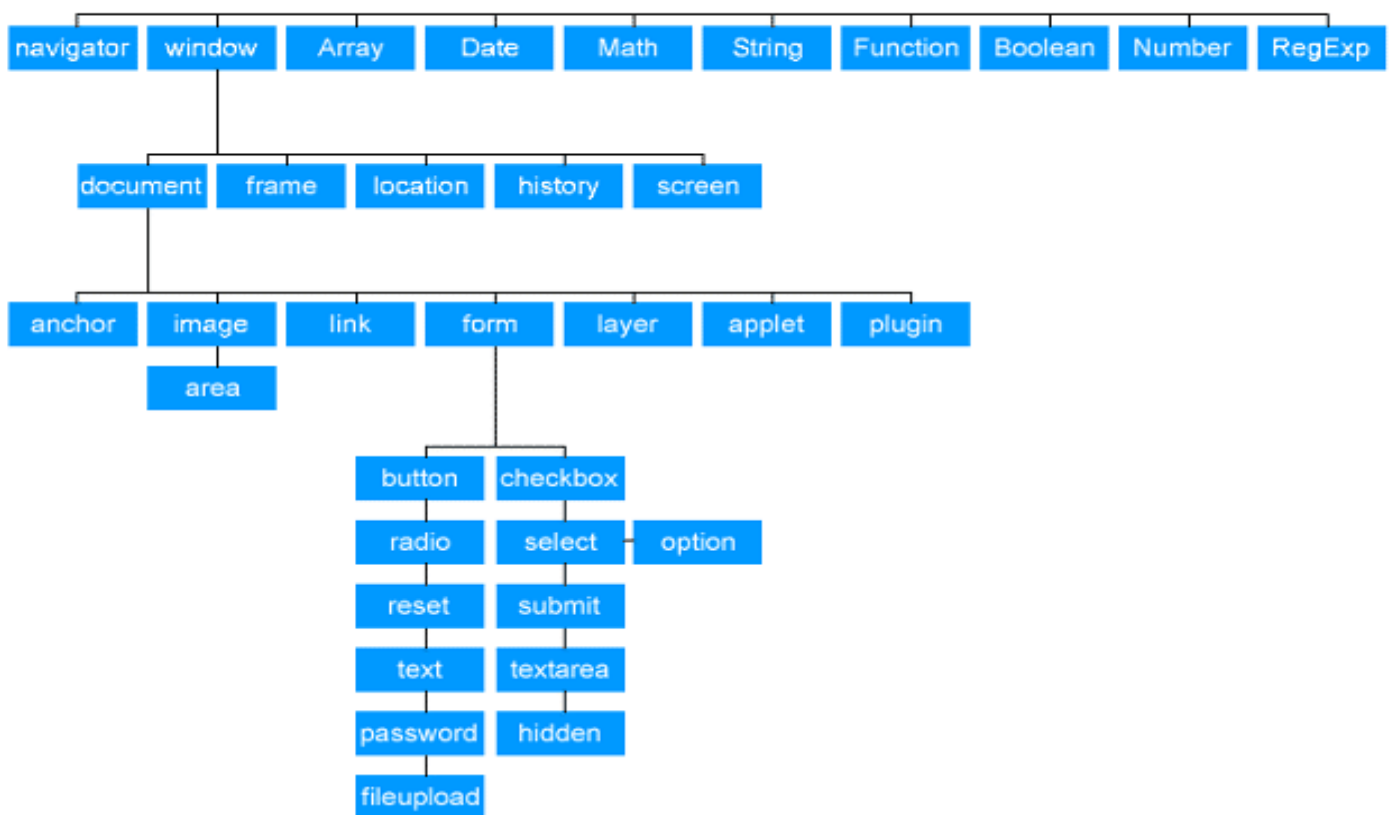 navigator window Array Date Math String Function Boolean Number RegExp
document frame location history screen
anchor image link form layer applet plugin
area
button checkbox
radio select option
reset submit
text textarea
password hidden
fileupload